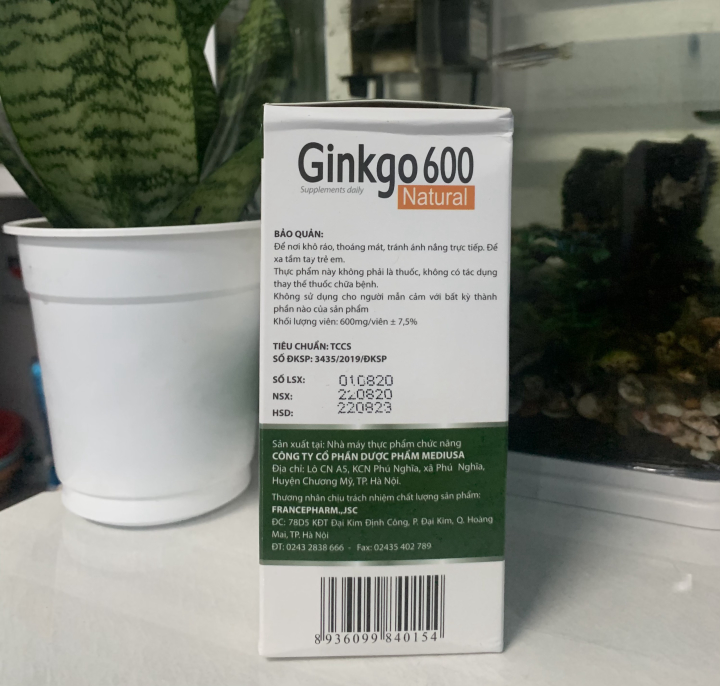 Ginkgo 600
Supplements daily
Natural
BẢO QUẢN:
Để nơi khô ráo, thoáng mát, tránh ánh nắng trực tiếp. Để
xa tầm tay trẻ em.
Thực phẩm này không phải là thuốc, không có tác dụng
thay thế thuốc chữa bệnh.
Không sử dụng cho người mẫn cảm với bất kỳ thành
phần nào của sản phẩm
Khối lượng viên: 600mg/viên ± 7,5%
TIÊU CHUẨN: TCCS
SỐ ĐKSP: 3435/2019/ĐKSP
SỐ LSX: 010820
NSX: 220820
HSD: 220823
Sản xuất tại: Nhà máy thực phẩm chức năng
CÔNG TY CỔ PHẦN DƯỢC PHẨM MEDIUSA
Địa chỉ: Lô CN A5, KCN Phú Nghĩa, xã Phú Nghĩa,
Huyện Chương Mỹ, TP. Hà Nội.
Thương nhân chịu trách nhiệm chất lượng sản phẩm:
FRANCEPHARM.,JSC
ĐC: 78D5 KĐT Đại Kim Định Công, P. Đại Kim, Q. Hoàng
Mai, TP. Hà Nội
ĐT: 0243 2838 666 - Fax: 02435 402 789
8 936099 840154